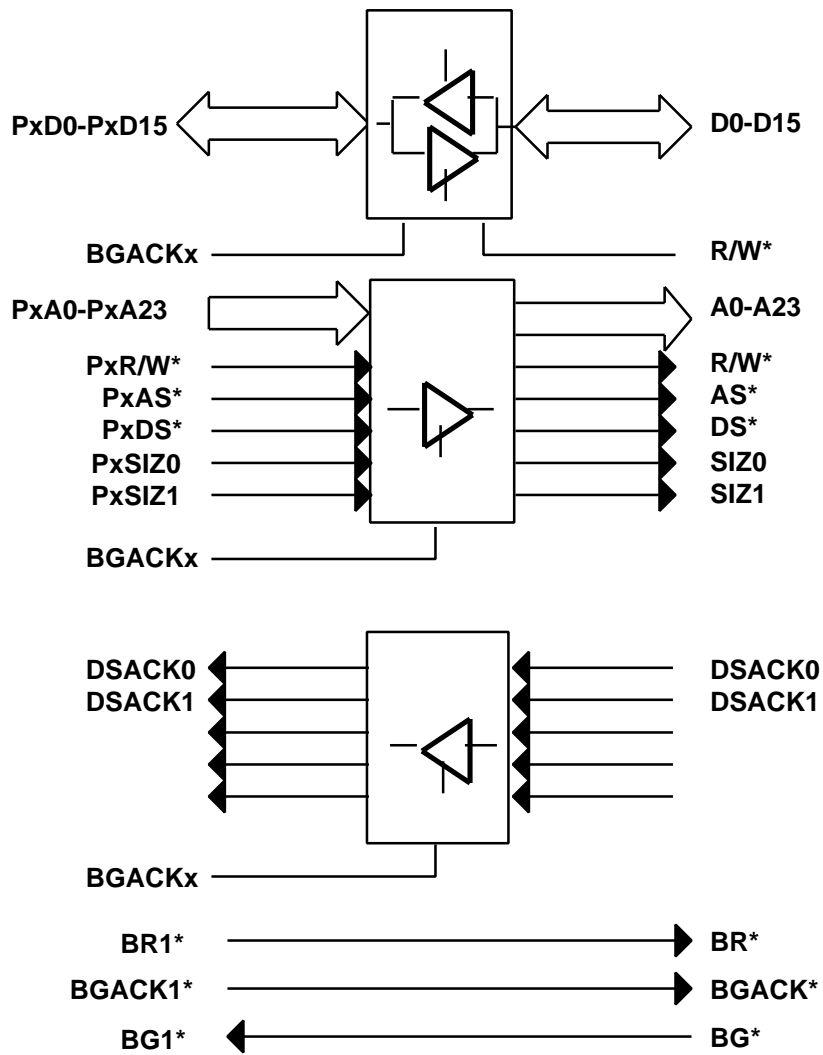 PxD0-PxD15 D0-D15
BGACKx R/W*
PxA0-PxA23 A0-A23
PxR/W* R/W*
PxAS* AS*
PxDS* DS*
PxSIZ0 SIZ0
PxSIZ1 SIZ1
BGACKx
DSACK0 DSACK0
DSACK1 DSACK1
BGACKx
BR1* BR*
BGACK1* BGACK*
BG1* BG*